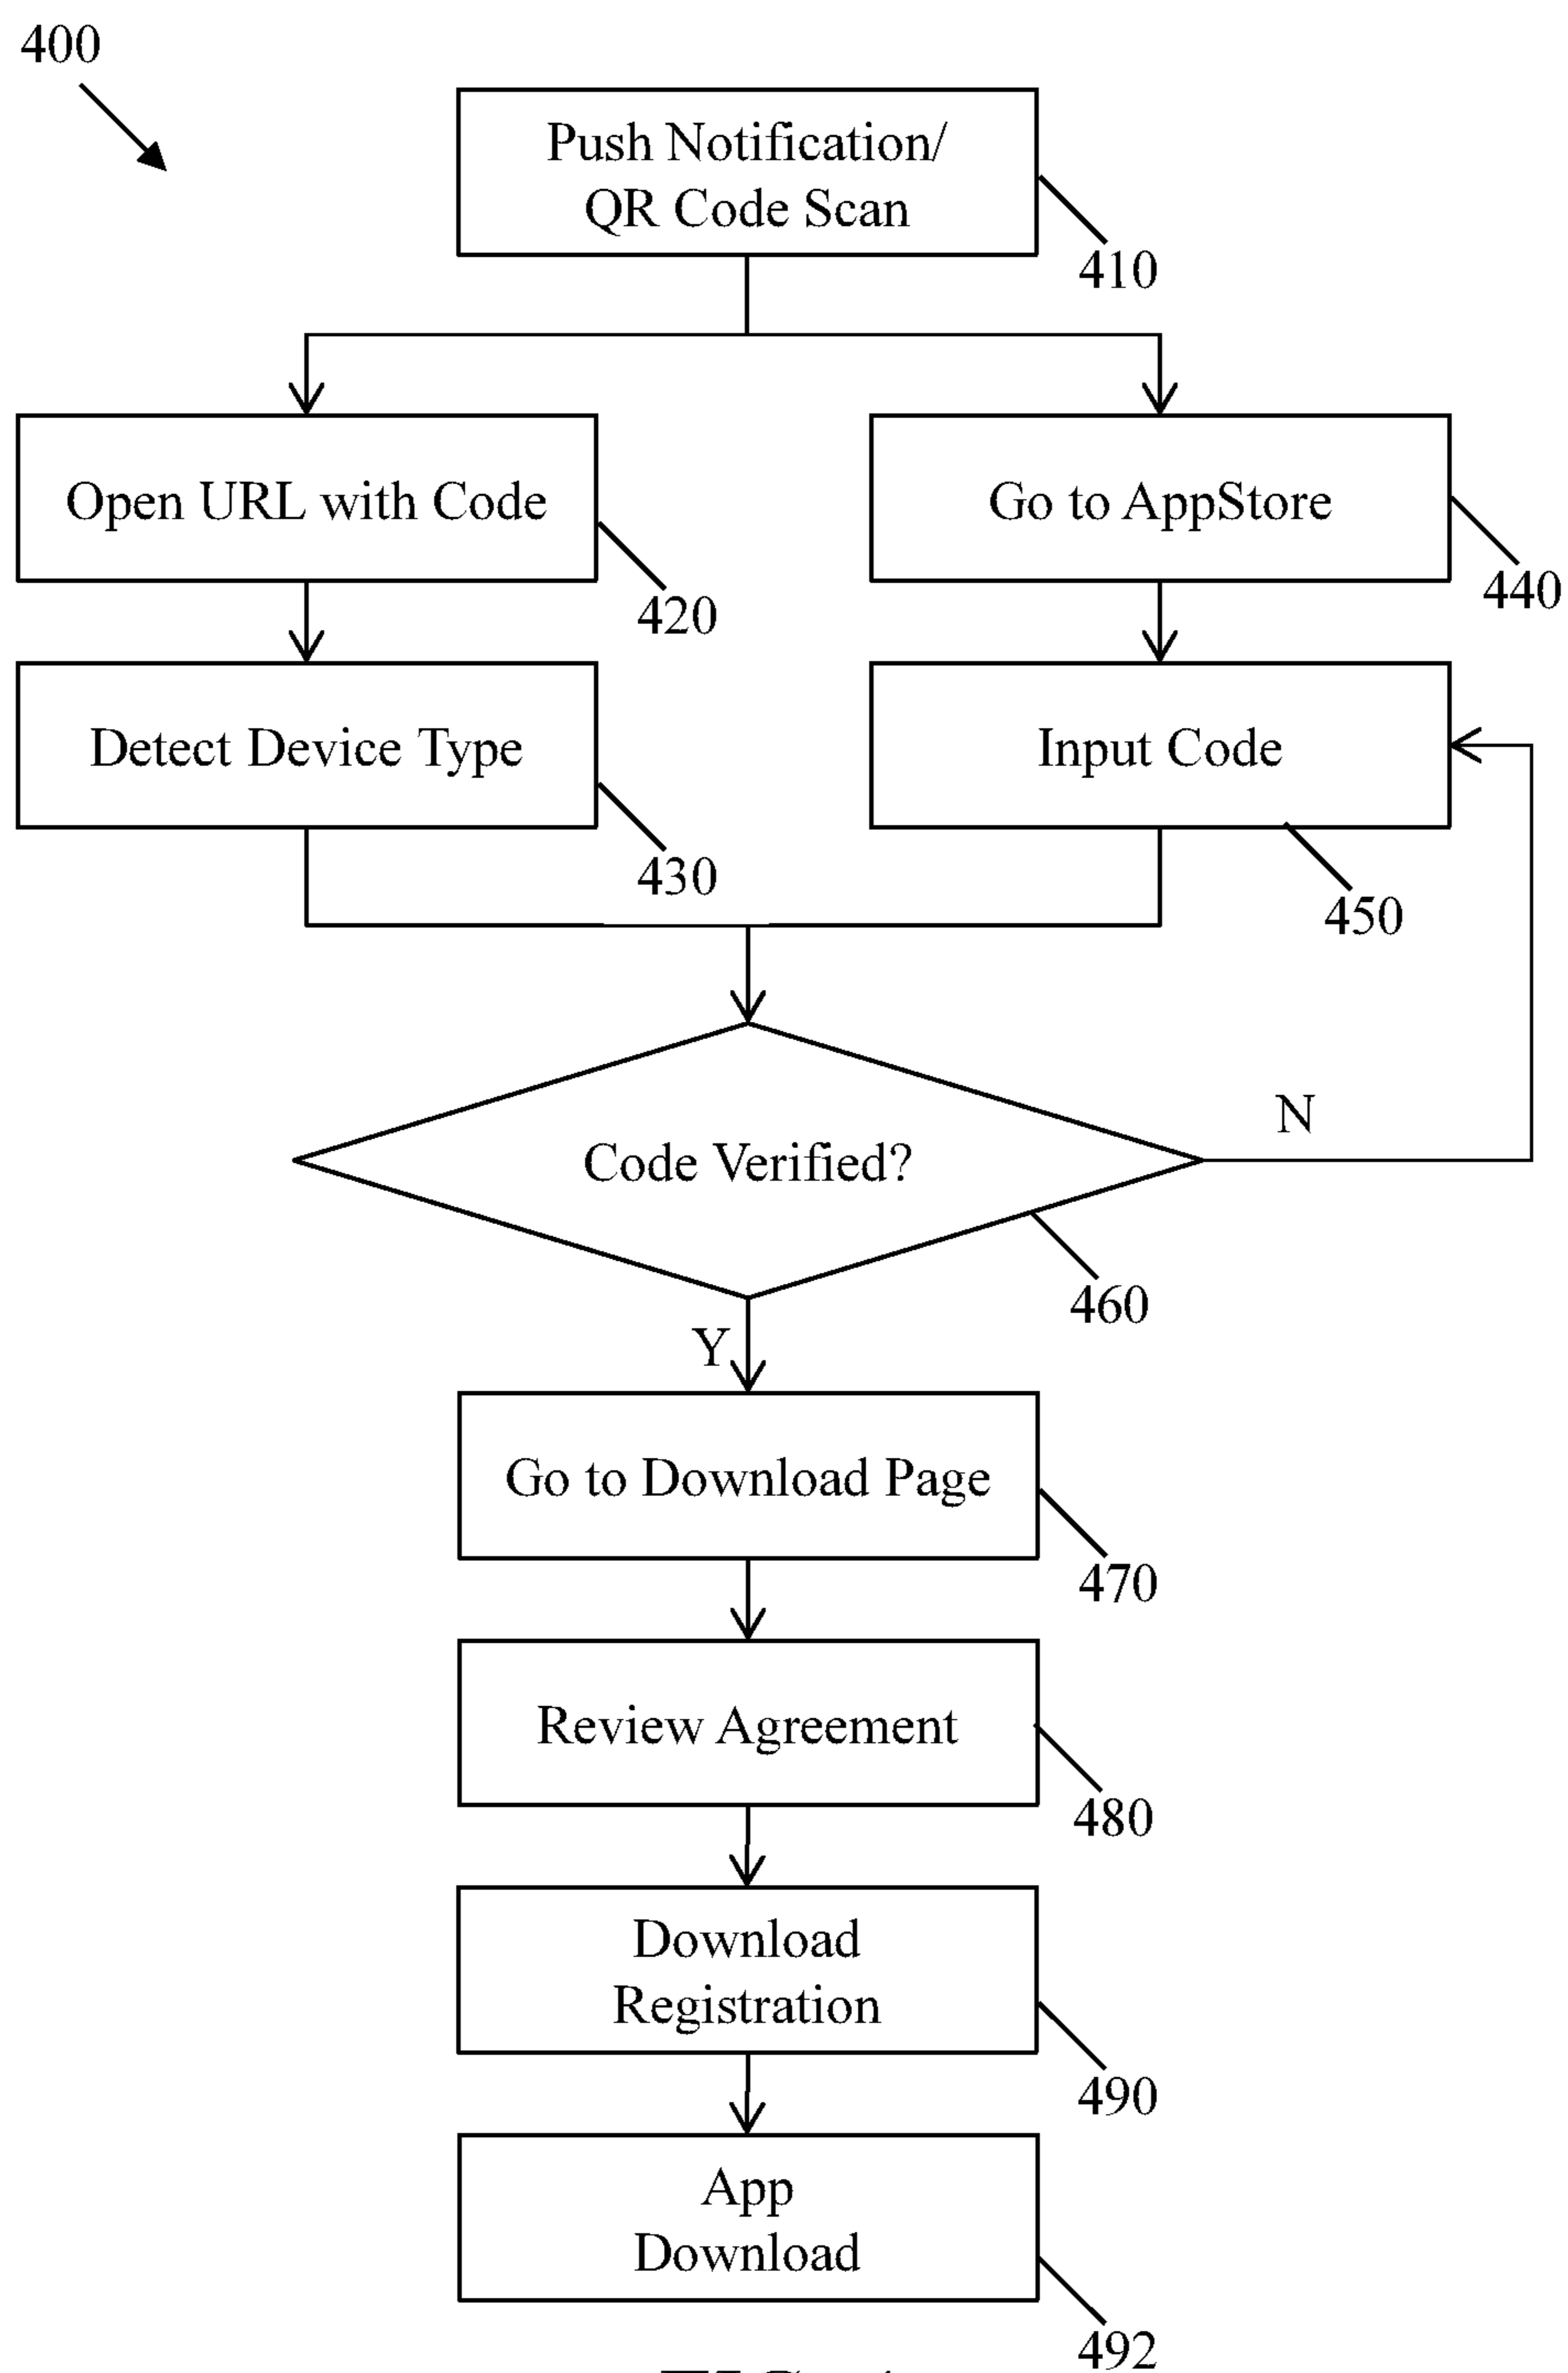 400
Push Notification/
QR Code Scan
410
Open URL with Code
420
Go to AppStore
440
Detect Device Type
430
Input Code
450
Code Verified?
N
460
Y
Go to Download Page
470
Review Agreement
480
Download
Registration
490
App
Download
492